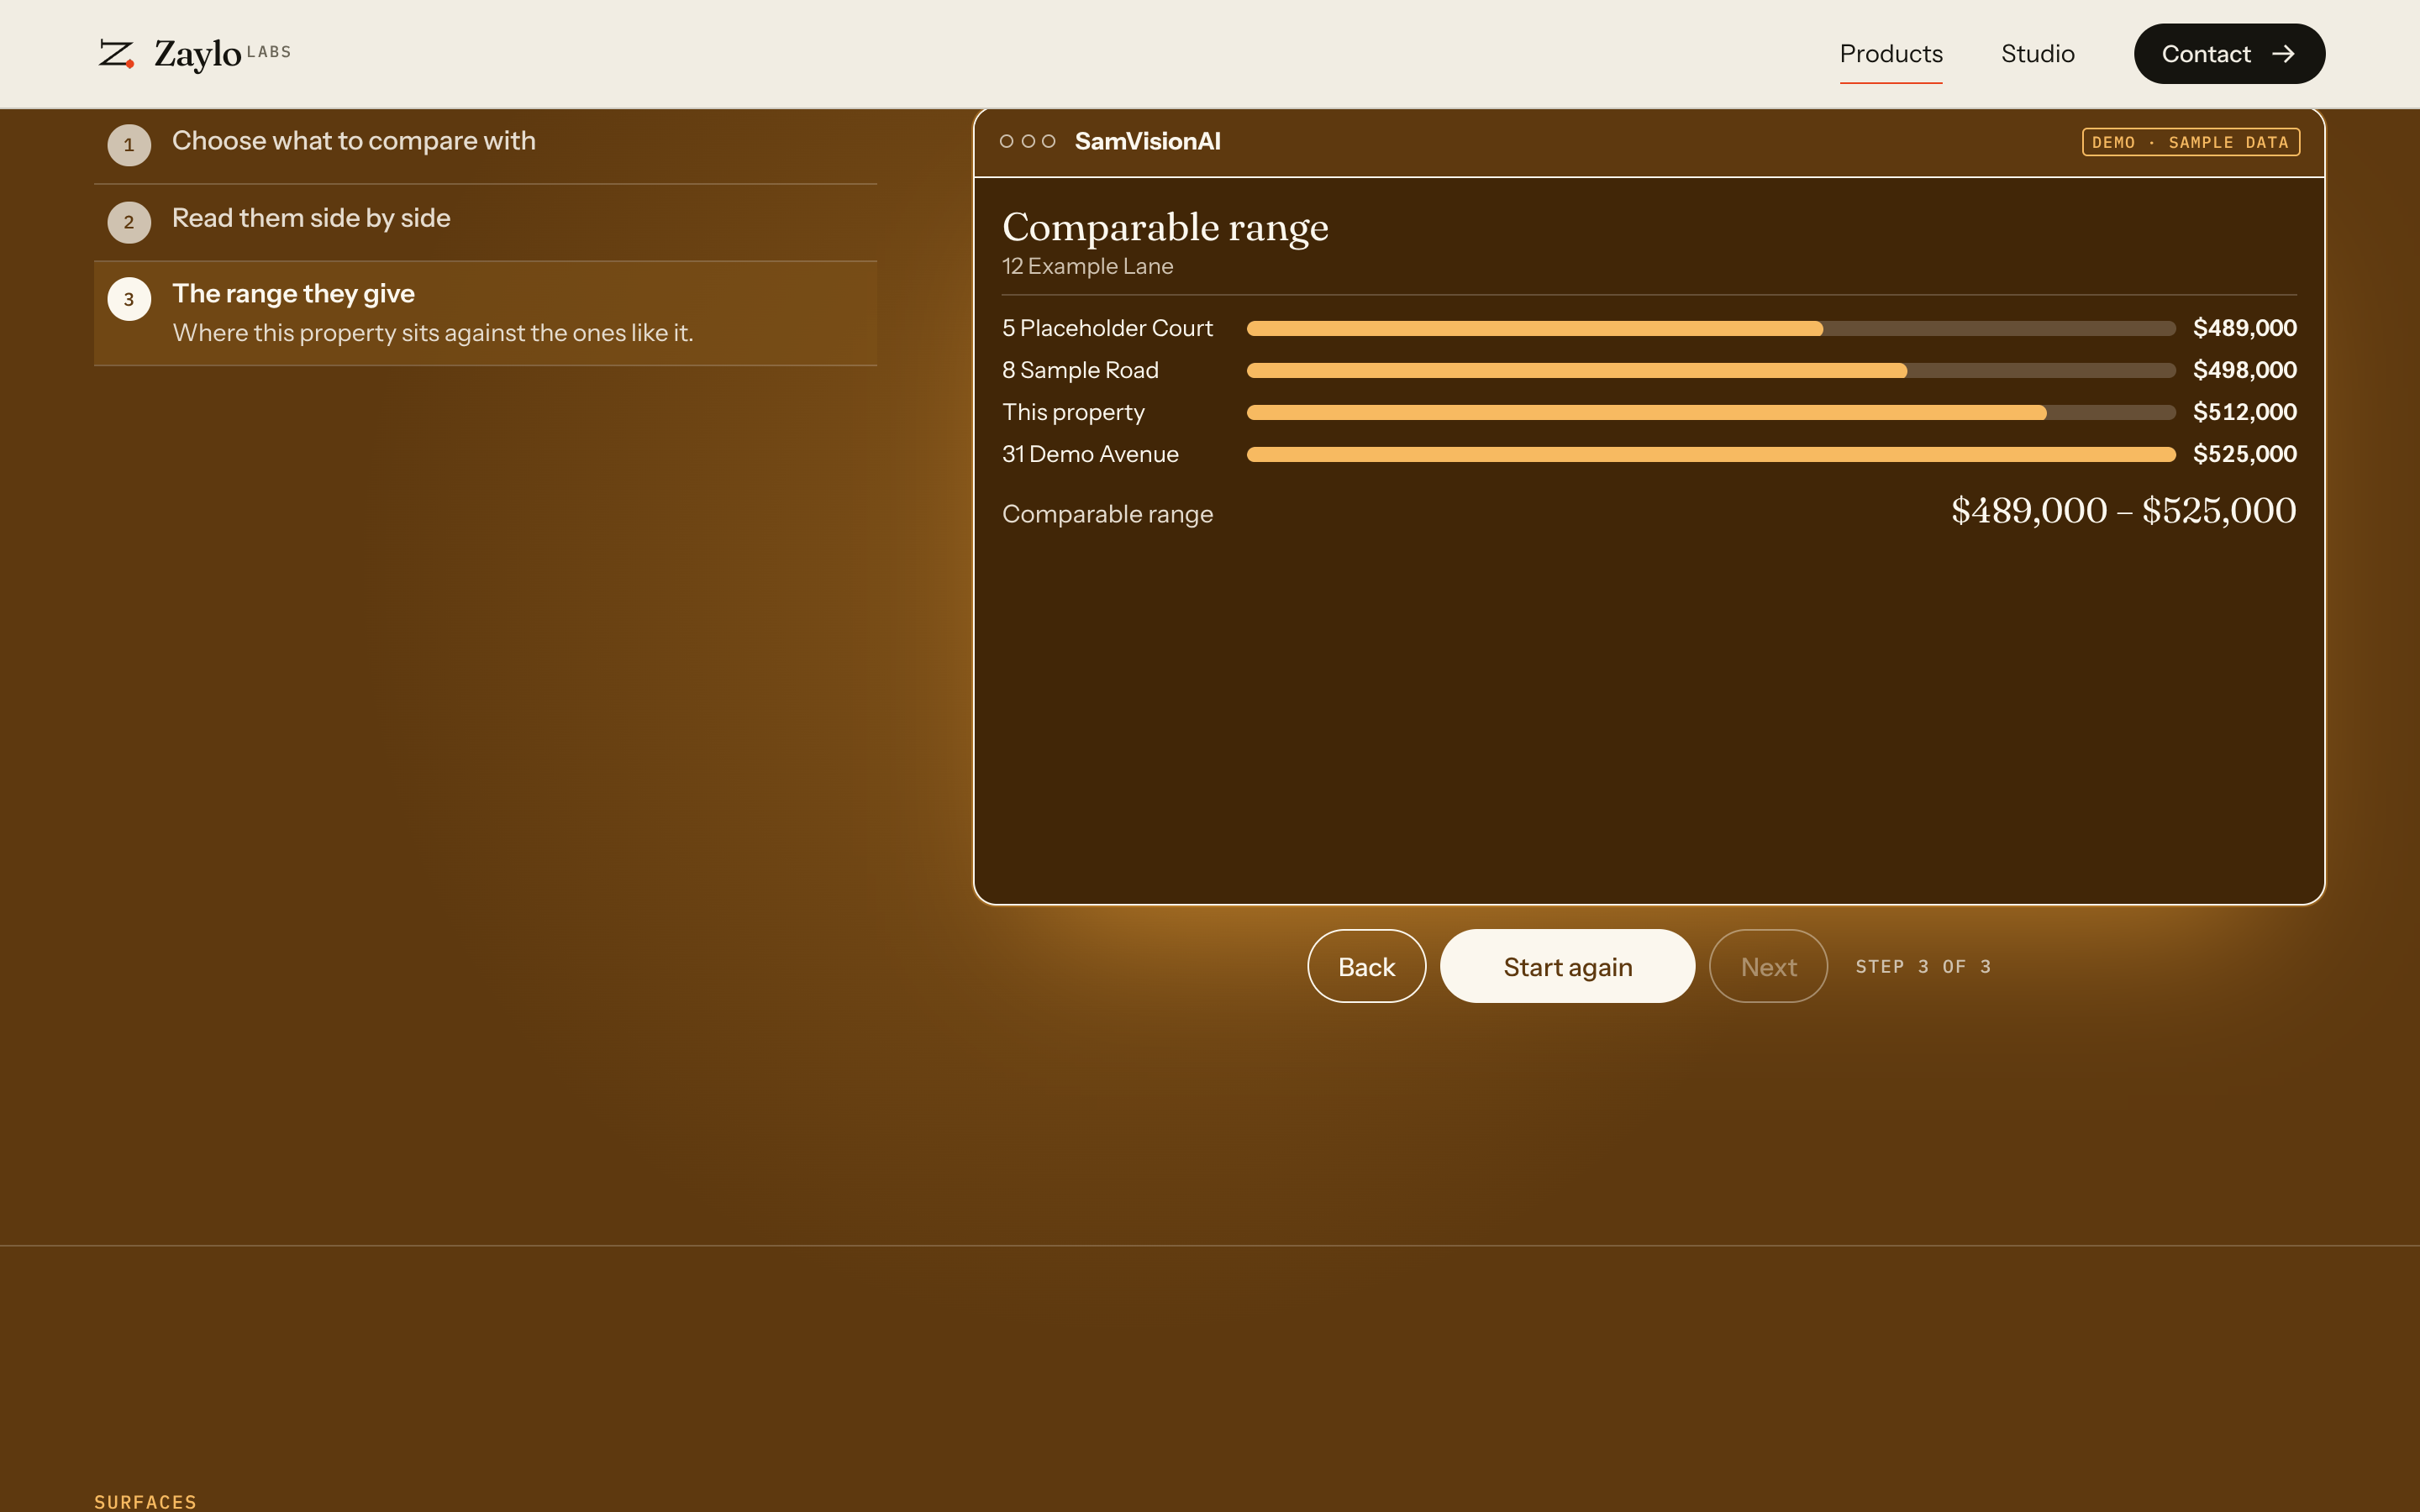 Zaylo LABS
Products
Studio
Contact →
1 Choose what to compare with
2 Read them side by side
3 The range they give
Where this property sits against the ones like it.
SamVisionAI
DEMO · SAMPLE DATA
Comparable range
12 Example Lane
5 Placeholder Court $489,000
8 Sample Road $498,000
This property $512,000
31 Demo Avenue $525,000
Comparable range $489,000 – $525,000
Back
Start again
Next
STEP 3 OF 3
SURFACES